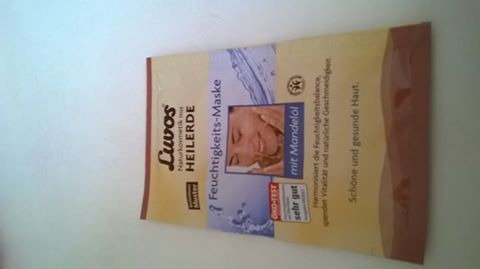 Luvos®
Naturkosmetik mit
HEILERDE
Feuchtigkeits-Maske
mit Mandelöl
ÖKO-TEST
sehr gut
Harmonisiert die Feuchtigkeitsbalance,
spendet Vitalität und natürliche Geschmeidigkeit.
Schöne und gesunde Haut.